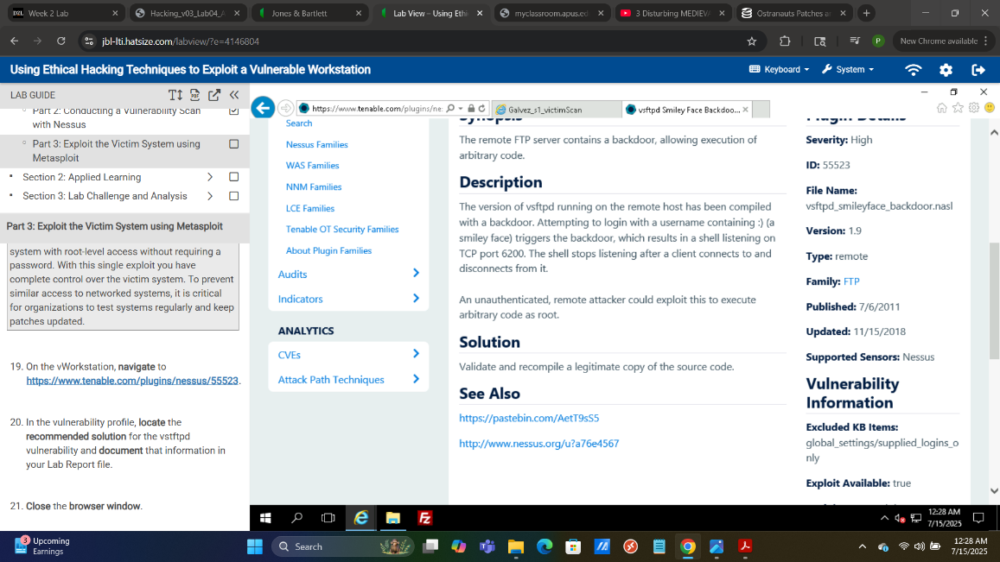 Week 2 Lab
Hacking_v03_Lab04_A
Jones & Bartlett
Lab View – Using Ethi
myclassroom.apus.ed
3 Disturbing MEDIEV
Ostranauts Patches a
jbl-lti.hatsize.com/labview/?e=4146804
P
New Chrome available
Using Ethical Hacking Techniques to Exploit a Vulnerable Workstation
Keyboard
System
LAB GUIDE
Part 2: Conducting a Vulnerability Scan
with Nessus
Part 3: Exploit the Victim System using
Metasploit
Section 2: Applied Learning
Section 3: Lab Challenge and Analysis
Part 3: Exploit the Victim System using Metasploit
system with root-level access without requiring a
password. With this single exploit you have
complete control over the victim system. To prevent
similar access to networked systems, it is critical
for organizations to test systems regularly and keep
patches updated.
19. On the vWorkstation, navigate to
https://www.tenable.com/plugins/nessus/55523.
20. In the vulnerability profile, locate the
recommended solution for the vstftpd
vulnerability and document that information in
your Lab Report file.
21. Close the browser window.
https://www.tenable.com/plugins/ne
Galvez_s1_victimScan
vsftpd Smiley Face Backdoo...
Search
Nessus Families
WAS Families
NNM Families
LCE Families
Tenable OT Security Families
About Plugin Families
Audits
Indicators
ANALYTICS
CVEs
Attack Path Techniques
Synopsis
The remote FTP server contains a backdoor, allowing execution of
arbitrary code.
Description
The version of vsftpd running on the remote host has been compiled
with a backdoor. Attempting to login with a username containing :) (a
smiley face) triggers the backdoor, which results in a shell listening on
TCP port 6200. The shell stops listening after a client connects to and
disconnects from it.
An unauthenticated, remote attacker could exploit this to execute
arbitrary code as root.
Solution
Validate and recompile a legitimate copy of the source code.
See Also
https://pastebin.com/AetT9sS5
http://www.nessus.org/u?a76e4567
Plugin Details
Severity: High
ID: 55523
File Name:
vsftpd_smileyface_backdoor.nasl
Version: 1.9
Type: remote
Family: FTP
Published: 7/6/2011
Updated: 11/15/2018
Supported Sensors: Nessus
Vulnerability
Information
Excluded KB Items:
global_settings/supplied_logins_o
nly
Exploit Available: true
12:28 AM
7/15/2025
3
Upcoming
Earnings
Search
12:28 AM
7/15/2025